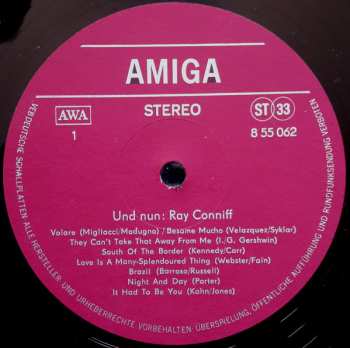 AMIGA
AWA
STEREO
ST 33
1
8 55 062
Und nun: Ray Conniff
Volare (Migliacci/Modugno) / Besame Mucho (Velazquez/Syklar)
They Can't Take That Away From Me (I./G. Gershwin)
South Of The Border (Kennedy/Carr)
Love Is A Many-Splendoured Thing (Webster/Fain)
Brazil (Barroso/Russell)
Night And Day (Porter)
It Had To Be You (Kahn/Jones)
VEB DEUTSCHE SCHALLPLATTEN · ALLE HERSTELLER- UND URHEBERRECHTE VORBEHALTEN · ÜBERSPIELUNG, ÖFFENTLICHE AUFFÜHRUNG UND RUNDFUNKSENDUNG VERBOTEN